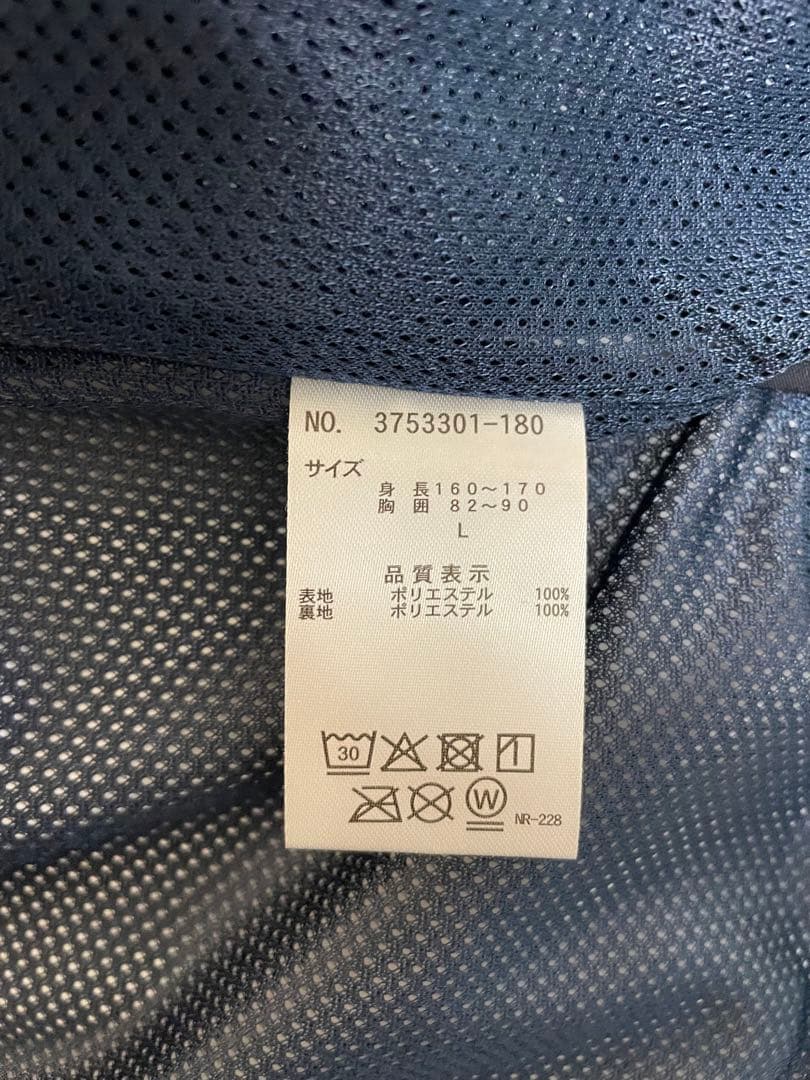 NO. 3753301-180
サイズ
身 長160～170
胸 囲 82～90
L
品質表示
表地 ポリエステル 100%
裏地 ポリエステル 100%
30
1
W
NR-228